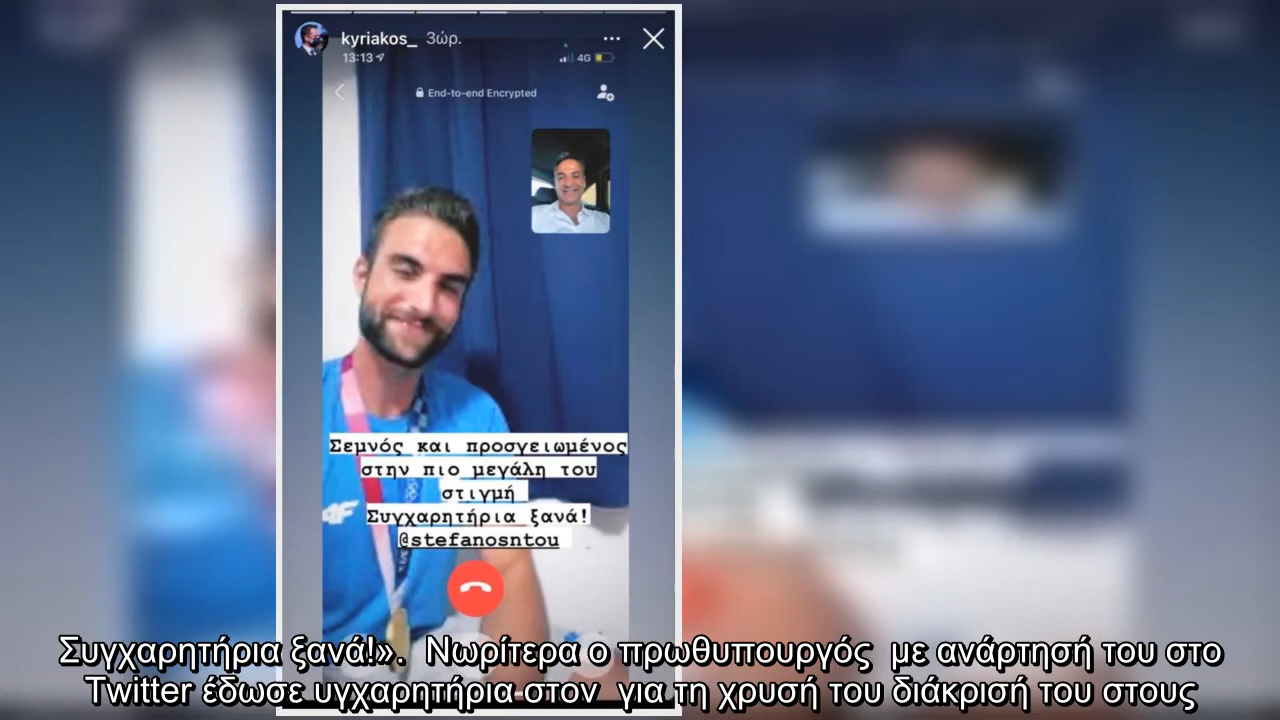 kyriakos_ 3ώρ.
13:13
4G
End-to-end Encrypted
Σεμνός και προσγειωμένος
στην πιο μεγάλη του
στιγμή
Συγχαρητήρια ξανά!
@stefanosntou
4F
Συγχαρητήρια ξανά!». Νωρίτερα ο πρωθυπουργός με ανάρτησή του στο
Twitter έδωσε υγχαρητήρια στον για τη χρυσή του διάκρισή του στους